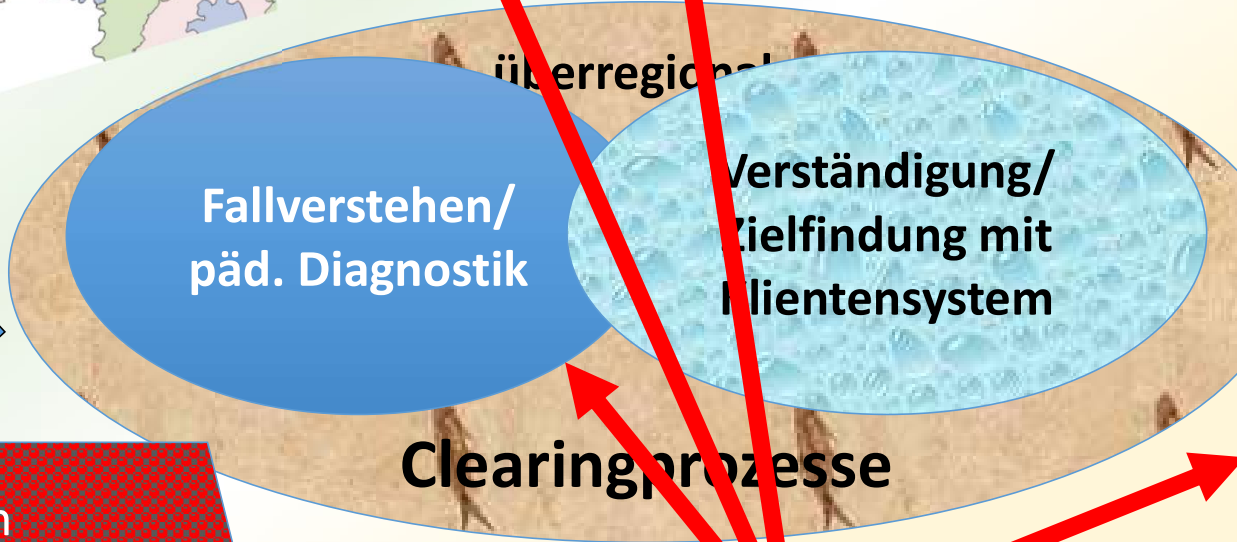 überregional
Fallverstehen/
päd. Diagnostik
Verständigung/
Zielfindung mit
Klientensystem
Clearingprozesse